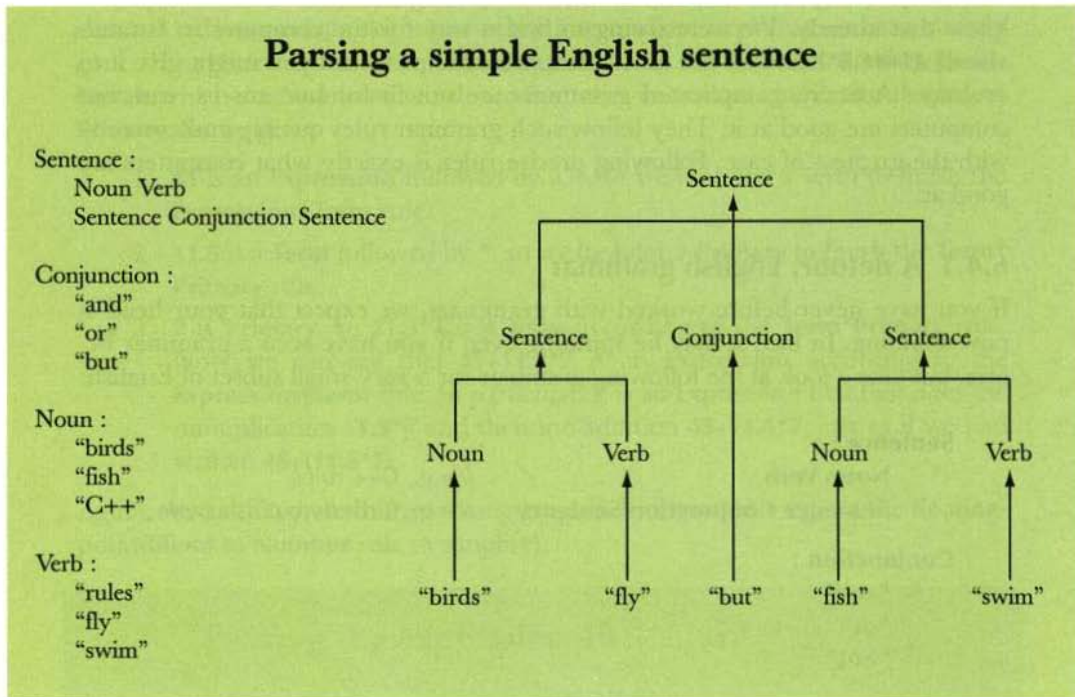 Parsing a simple English sentence
Sentence :
Noun Verb
Sentence Conjunction Sentence
Conjunction :
“and”
“or”
“but”
Noun :
“birds”
“fish”
“C++”
Verb :
“rules”
“fly”
“swim”
Sentence
Sentence Conjunction Sentence
Noun Verb Noun Verb
“birds” “fly” “but” “fish” “swim”